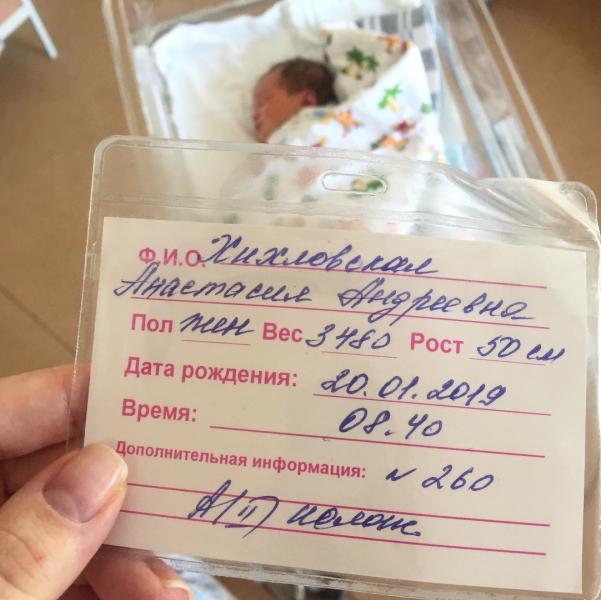 Ф.И.О. Хихловская
Анастасия Андреевна
Пол жен Вес 3480 Рост 50 см
Дата рождения: 20.01.2019
Время: 08.40
Дополнительная информация: N 260
A(II) полож